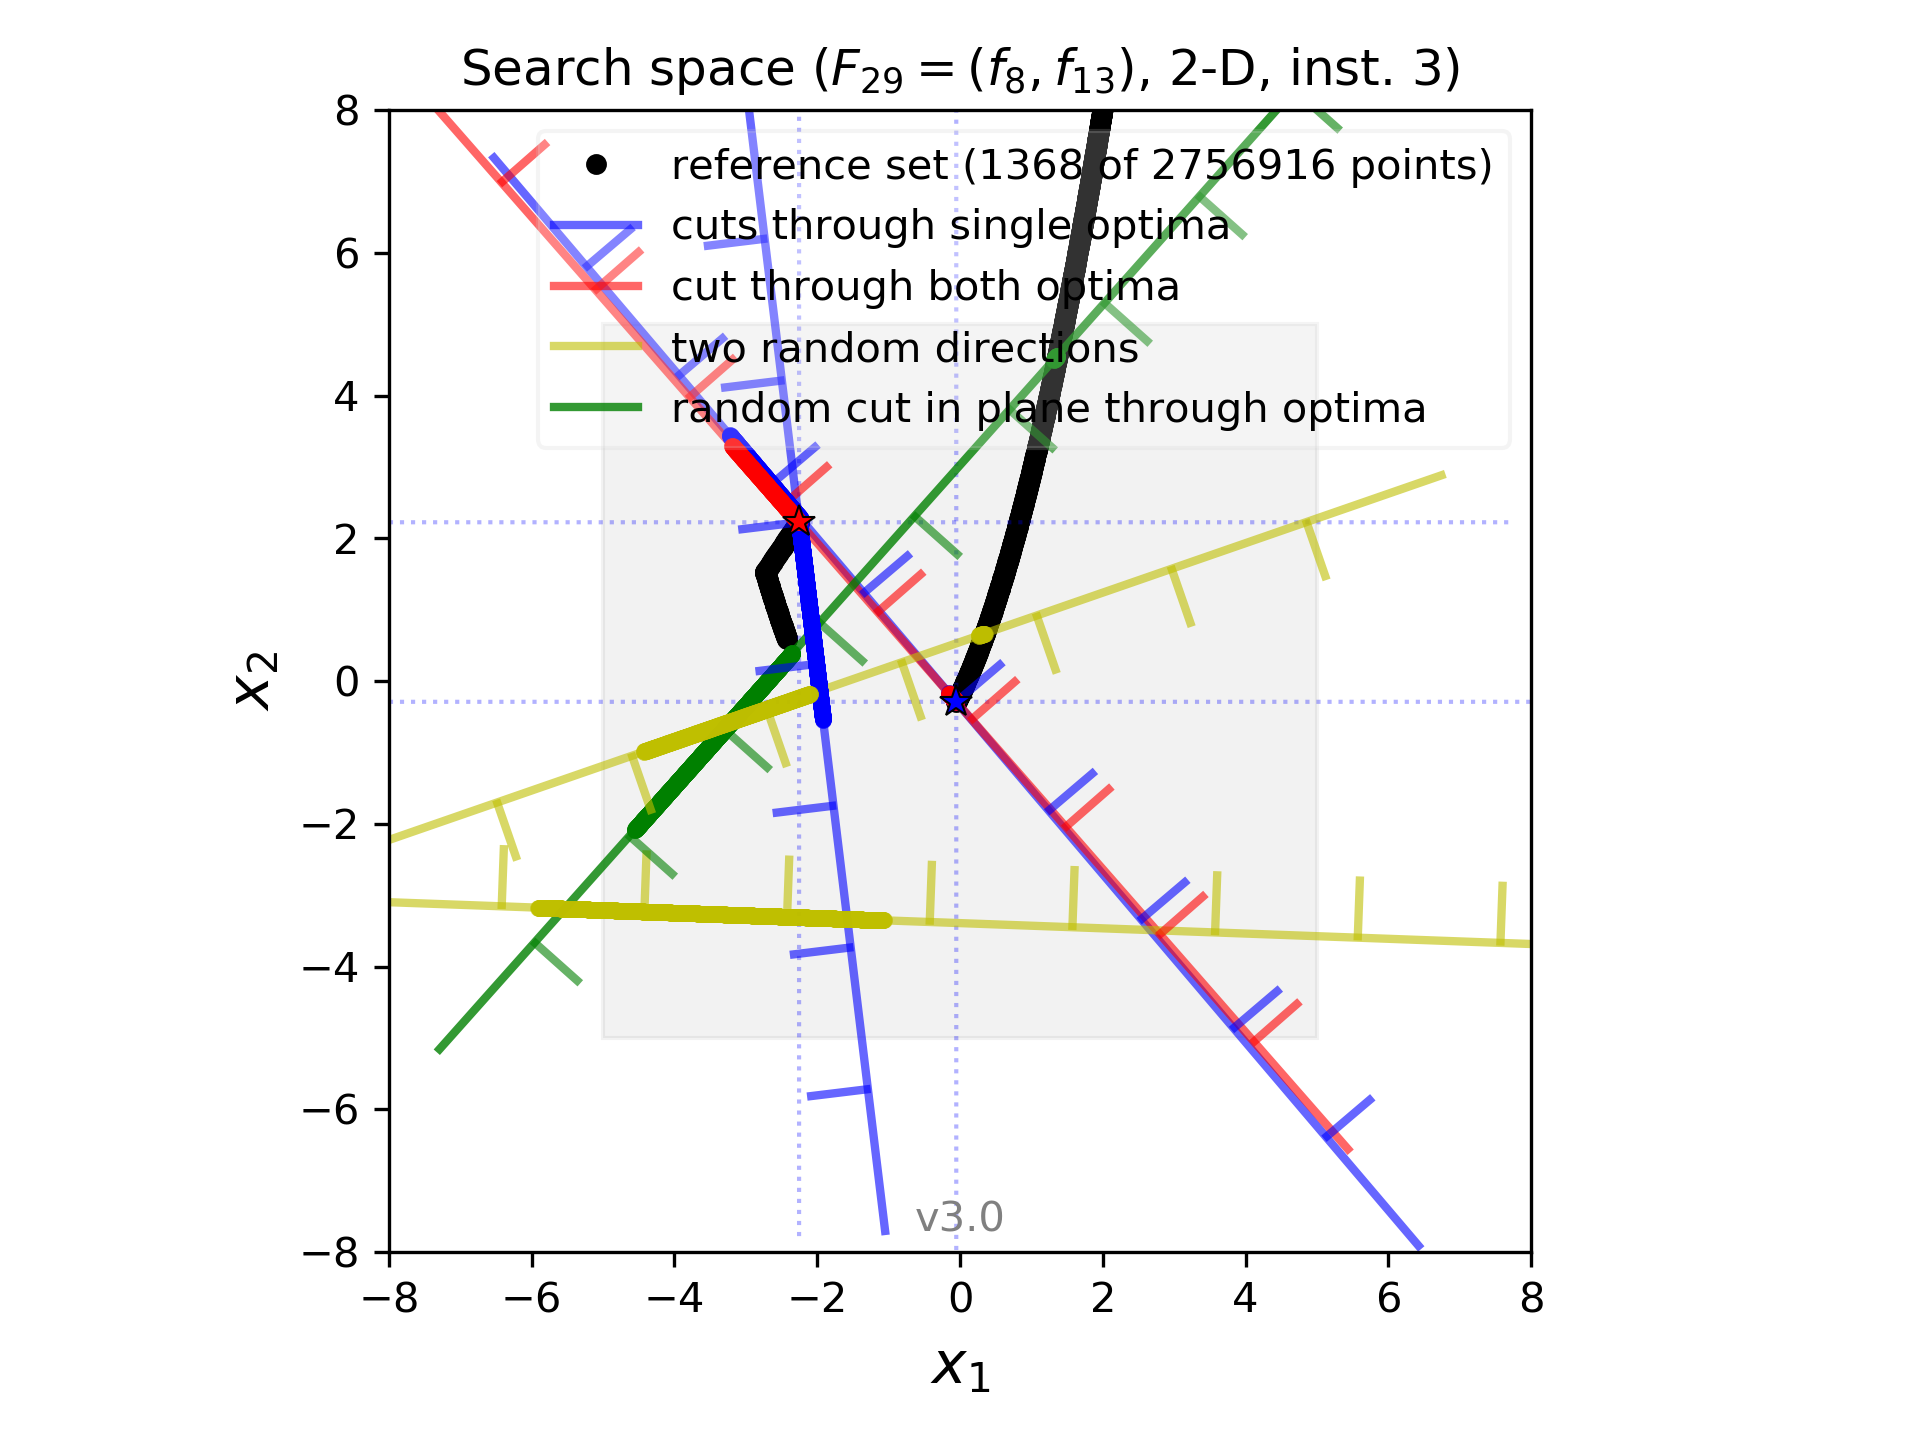 Search space (F₂₉ = (f₈, f₁₃), 2-D, inst. 3)
8
6
4
2
0
−2
−4
−6
−8
x₂
reference set (1368 of 2756916 points)
cuts through single optima
cut through both optima
two random directions
random cut in plane through optima
v3.0
−8 −6 −4 −2 0 2 4 6 8
x₁